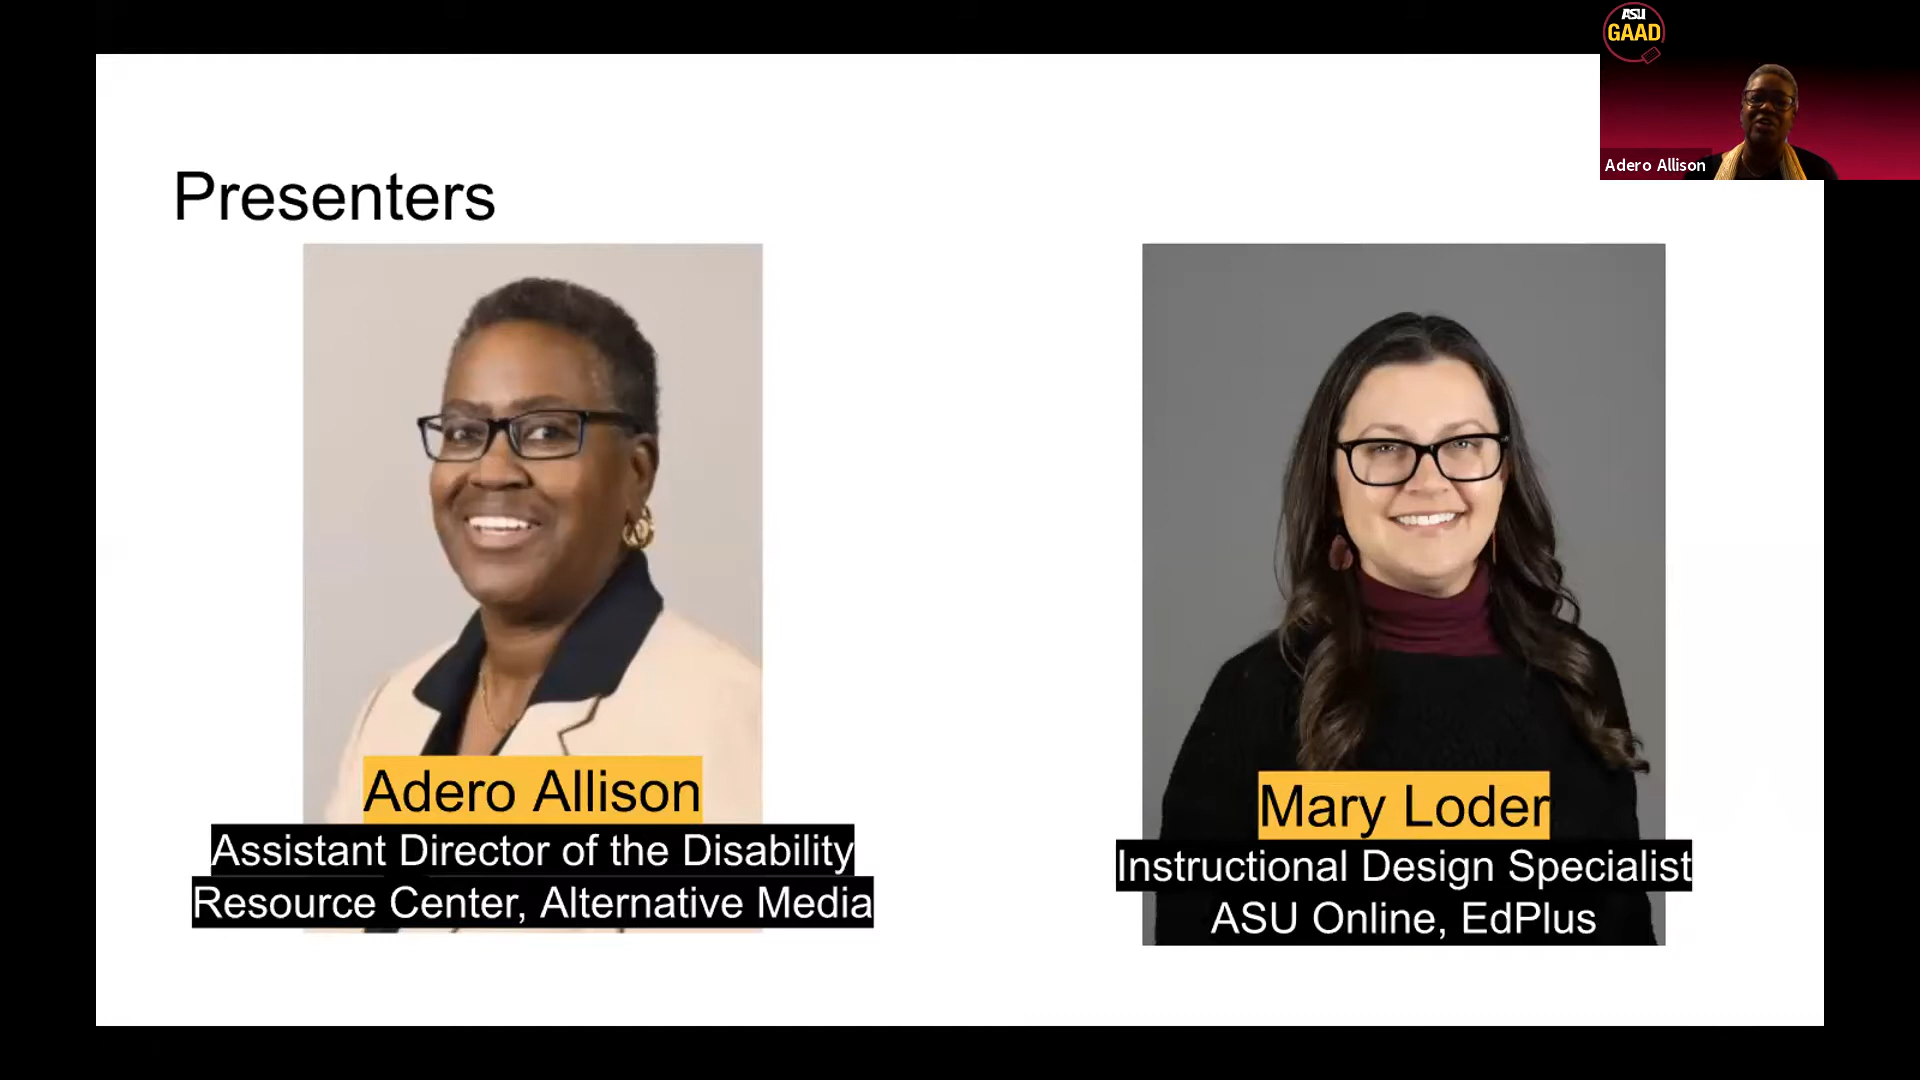 ASU
GAAD
Adero Allison
Presenters
Adero Allison
Assistant Director of the Disability
Resource Center, Alternative Media
Mary Loder
Instructional Design Specialist
ASU Online, EdPlus